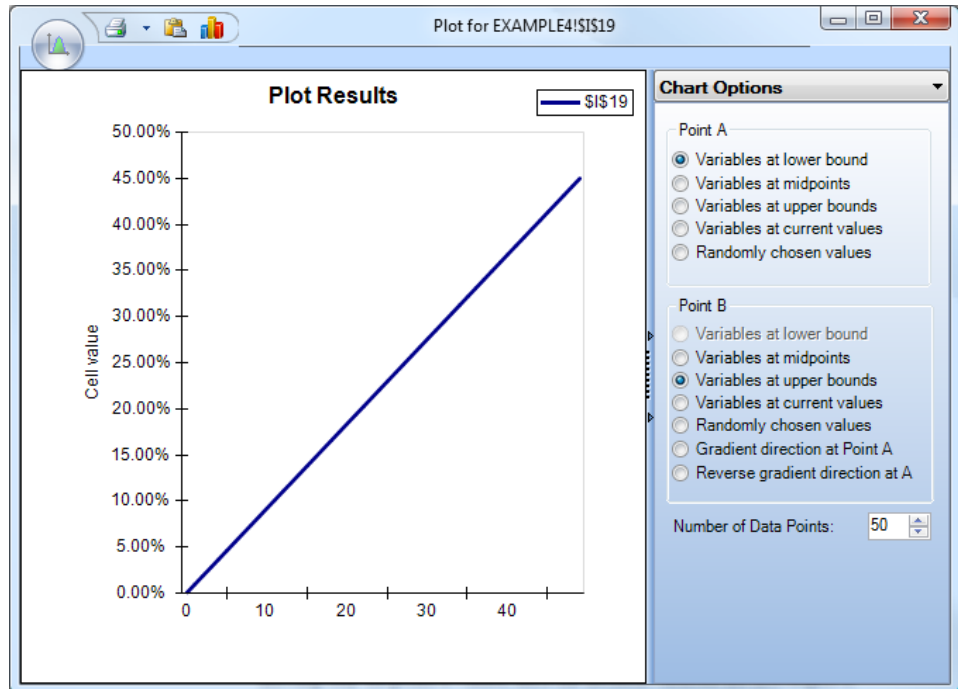 Plot for EXAMPLE4!$I$19
Plot Results
$I$19
50.00%
45.00%
40.00%
35.00%
30.00%
25.00%
20.00%
15.00%
10.00%
5.00%
0.00%
Cell value
0 10 20 30 40
Chart Options
Point A
Variables at lower bound
Variables at midpoints
Variables at upper bounds
Variables at current values
Randomly chosen values
Point B
Variables at lower bound
Variables at midpoints
Variables at upper bounds
Variables at current values
Randomly chosen values
Gradient direction at Point A
Reverse gradient direction at A
Number of Data Points: 50